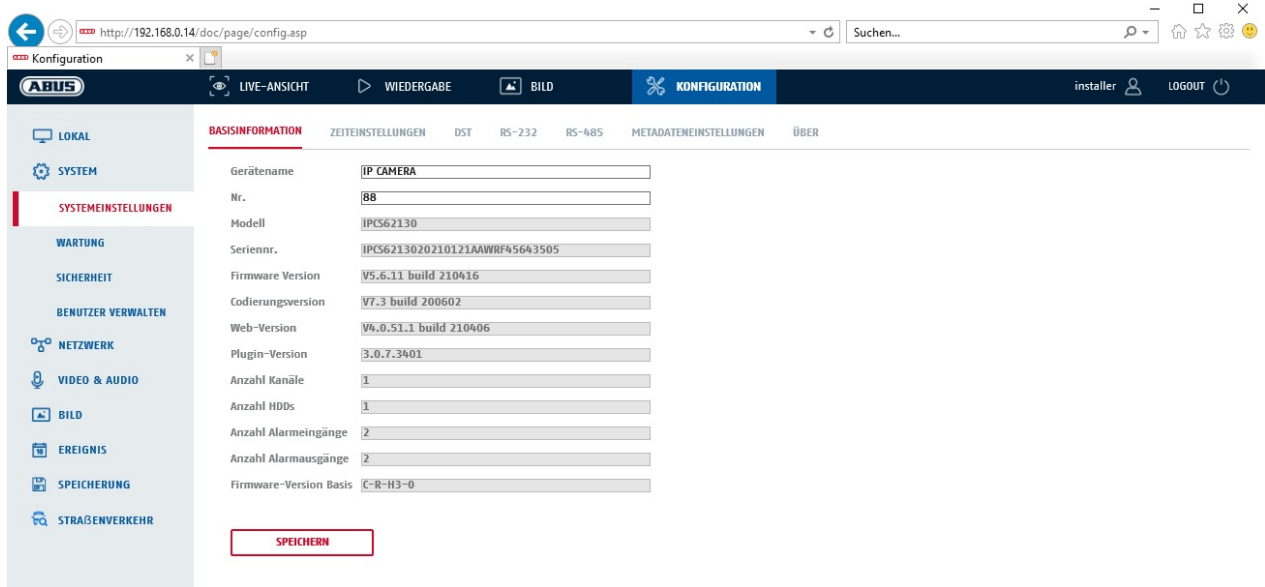 http://192.168.0.14/doc/page/config.asp
Suchen...
Konfiguration
ABUS
LIVE-ANSICHT
WIEDERGABE
BILD
KONFIGURATION
installer
LOGOUT
LOKAL
SYSTEM
SYSTEMEINSTELLUNGEN
WARTUNG
SICHERHEIT
BENUTZER VERWALTEN
NETZWERK
VIDEO & AUDIO
BILD
EREIGNIS
SPEICHERUNG
STRAßENVERKEHR
BASISINFORMATION
ZEITEINSTELLUNGEN
DST
RS-232
RS-485
METADATENEINSTELLUNGEN
ÜBER
Gerätename IP CAMERA
Nr. 88
Modell IPCS62130
Seriennr. IPCS6213020210121AAWRF45643505
Firmware Version V5.6.11 build 210416
Codierungsversion V7.3 build 200602
Web-Version V4.0.51.1 build 210406
Plugin-Version 3.0.7.3401
Anzahl Kanäle 1
Anzahl HDDs 1
Anzahl Alarmeingänge 2
Anzahl Alarmausgänge 2
Firmware-Version Basis C-R-H3-0
SPEICHERN